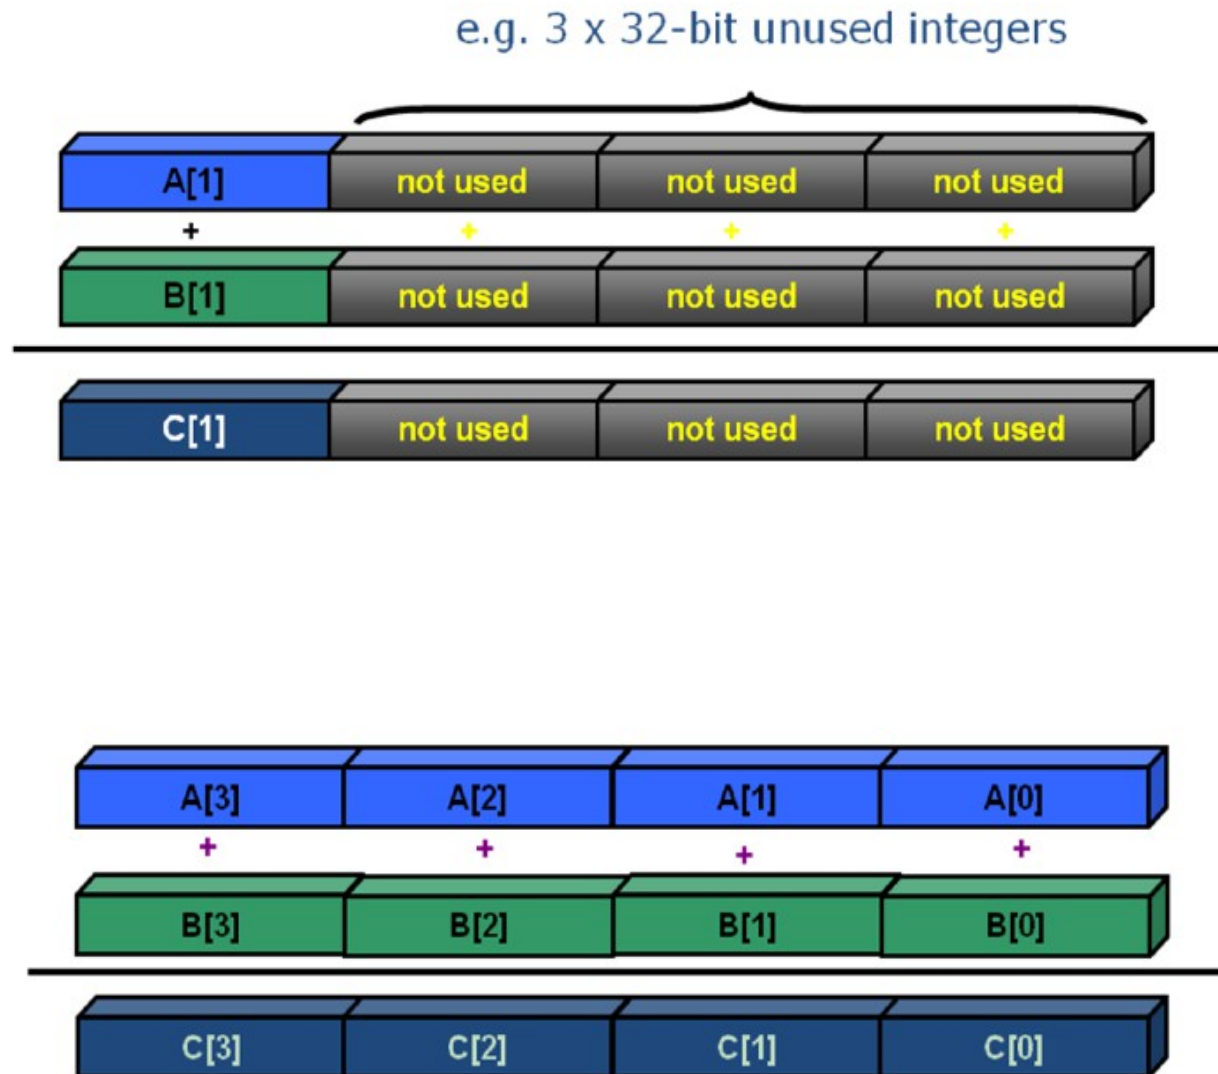 e.g. 3 x 32-bit unused integers
A[1] not used not used not used
+ + + +
B[1] not used not used not used
C[1] not used not used not used
A[3] A[2] A[1] A[0]
+ + + +
B[3] B[2] B[1] B[0]
C[3] C[2] C[1] C[0]